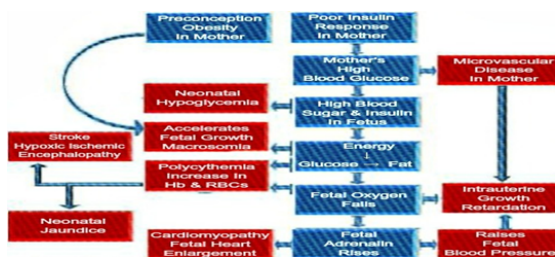 Preconception
Obesity
In Mother
Poor Insulin
Response
In Mother
Mother's
High
Blood Glucose
Microvascular
Disease
In Mother
Neonatal
Hypoglycemia
High Blood
Sugar & Insulin
In Fetus
Stroke
Hypoxic Ischemic
Encephalopathy
Accelerates
Fetal Growth
Macrosomia
Energy
↓
Glucose → Fat
Polycythemia
Increase In
Hb & RBCs
Fetal Oxygen
Falls
Intrauterine
Growth
Retardation
Neonatal
Jaundice
Cardiomyopathy
Fetal Heart
Enlargement
Fetal
Adrenalin
Rises
Raises
Fetal
Blood Pressure